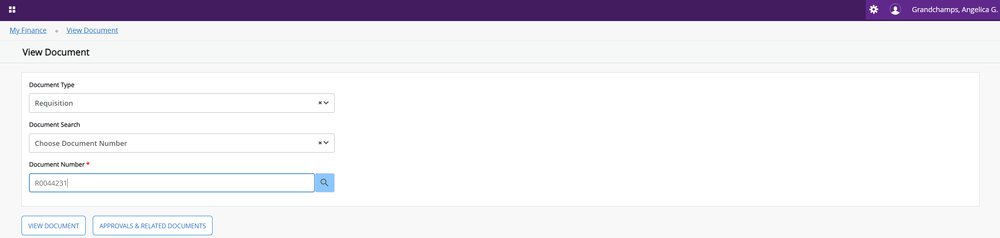 Grandchamps, Angelica G.
My Finance • View Document
View Document
Document Type
Requisition
Document Search
Choose Document Number
Document Number *
R0044231
VIEW DOCUMENT APPROVALS & RELATED DOCUMENTS